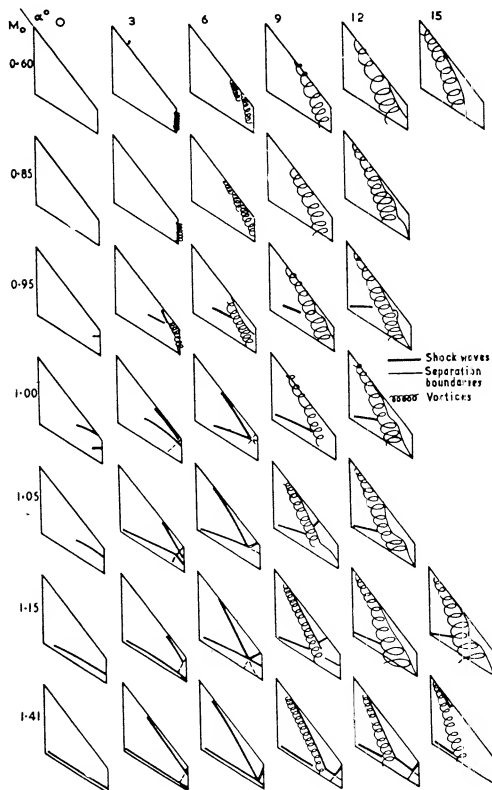 M₀ α° 0 3 6 9 12 15
0·60
0·85
0·95
Shock waves
Separation
boundaries
Vortices
1·00
1·05
1·15
1·41